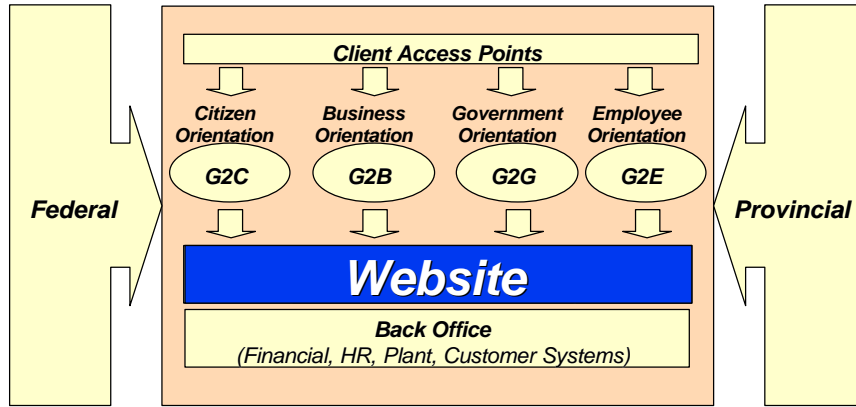 Client Access Points
Citizen
Orientation
Business
Orientation
Government
Orientation
Employee
Orientation
G2C
G2B
G2G
G2E
Federal
Provincial
Website
Back Office
(Financial, HR, Plant, Customer Systems)